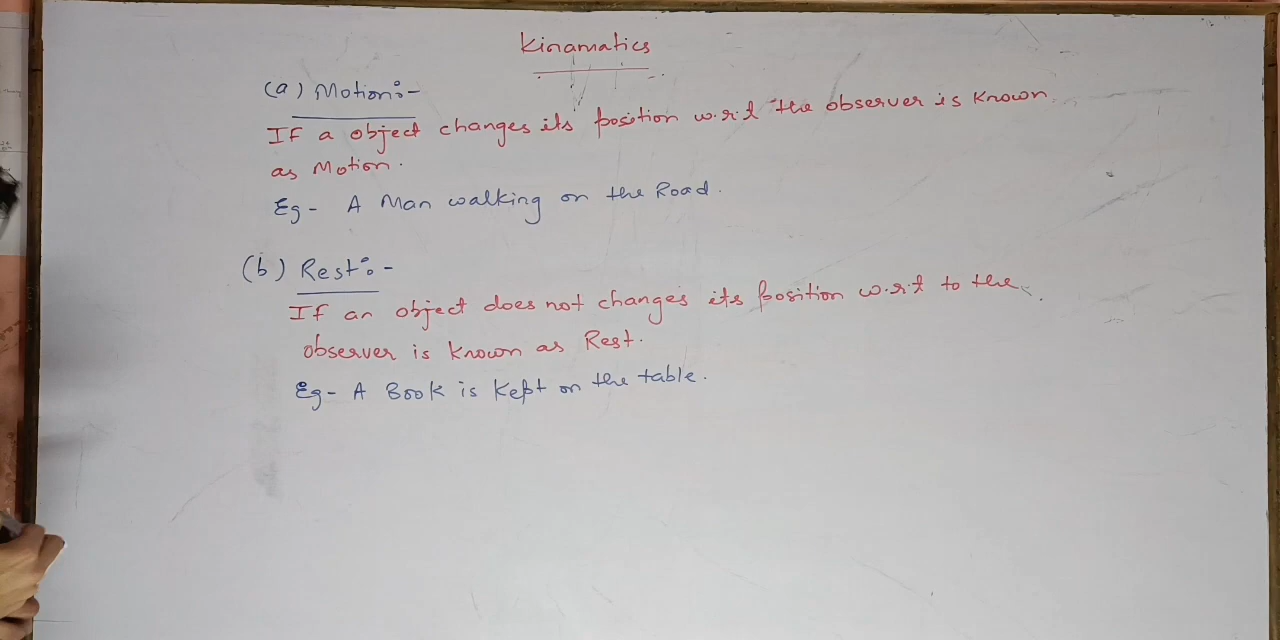 Kinamatics
(a) Motion:-
If a object changes its position w.r.t the observer is known
as Motion.
Eg- A Man walking on the Road.
(b) Rest:-
If an object does not changes its position w.r.t to the
observer is known as Rest.
Eg- A Book is kept on the table.